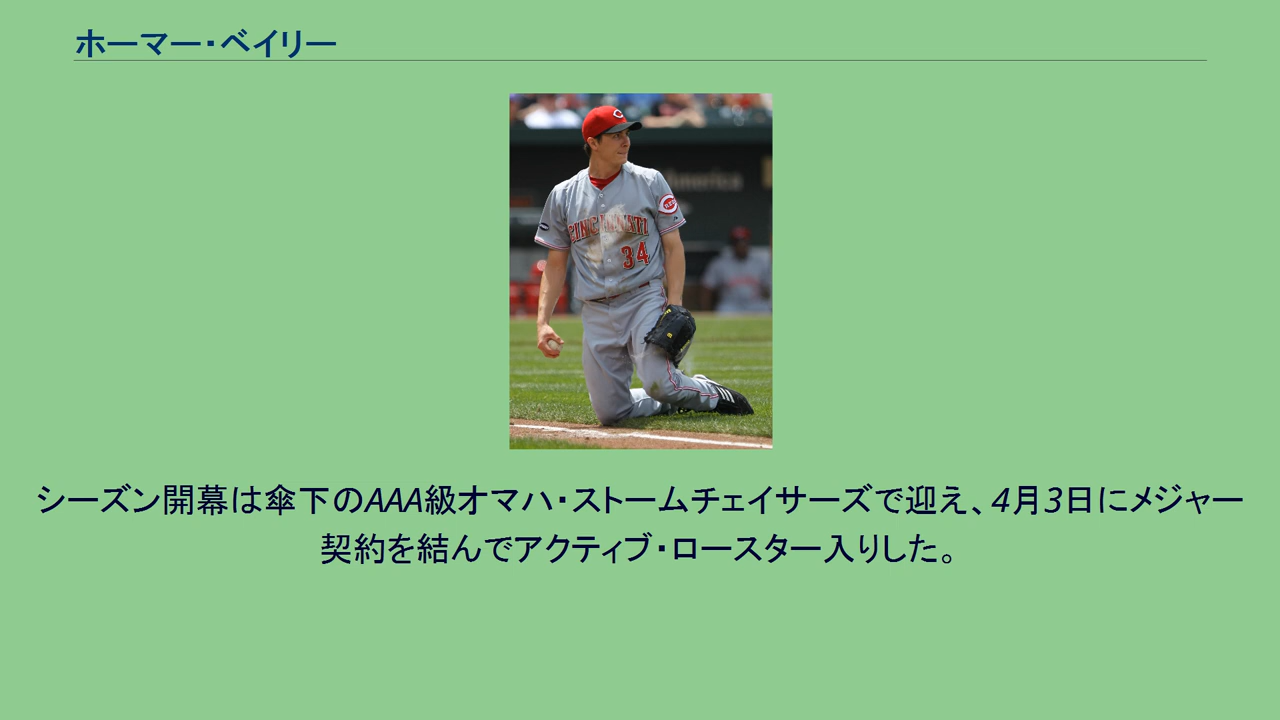 ホーマー・ベイリー
America
CINCINNATI
34
シーズン開幕は傘下のAAA級オマハ・ストームチェイサーズで迎え、4月3日にメジャー
契約を結んでアクティブ・ロースター入りした。